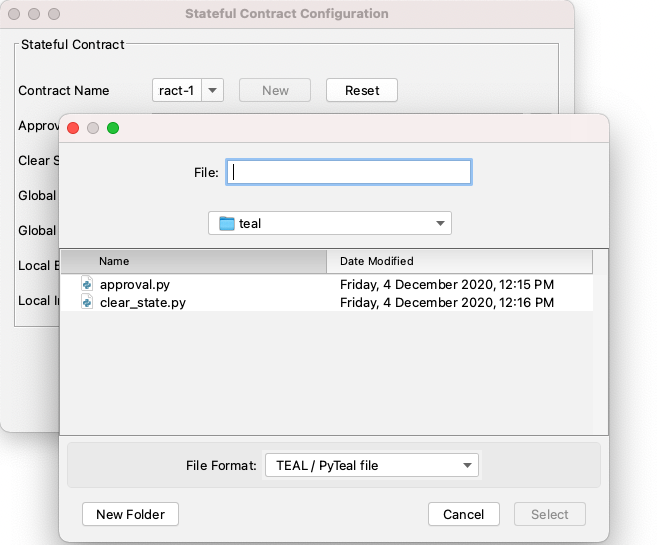 Stateful Contract Configuration
Stateful Contract
Contract Name ract-1 New Reset
Approv
Clear S
Global
Global
Local E
Local In
File:
teal
Name Date Modified
approval.py Friday, 4 December 2020, 12:15 PM
clear_state.py Friday, 4 December 2020, 12:16 PM
File Format: TEAL / PyTeal file
New Folder Cancel Select